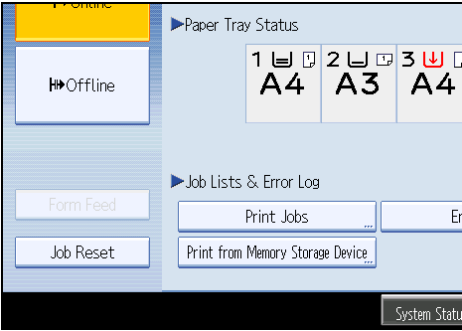 Online
Offline
Form Feed
Job Reset
Paper Tray Status
1 2 3
A4 A3 A4
Job Lists & Error Log
Print Jobs
Print from Memory Storage Device
System Statu